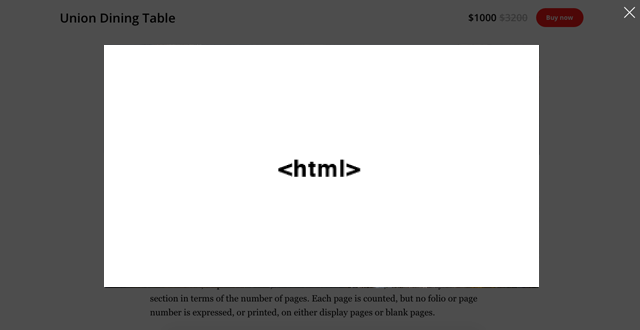 Union Dining Table
$1000 $3200 Buy now
<html>
section in terms of the number of pages. Each page is counted, but no folio or page
number is expressed, or printed, on either display pages or blank pages.